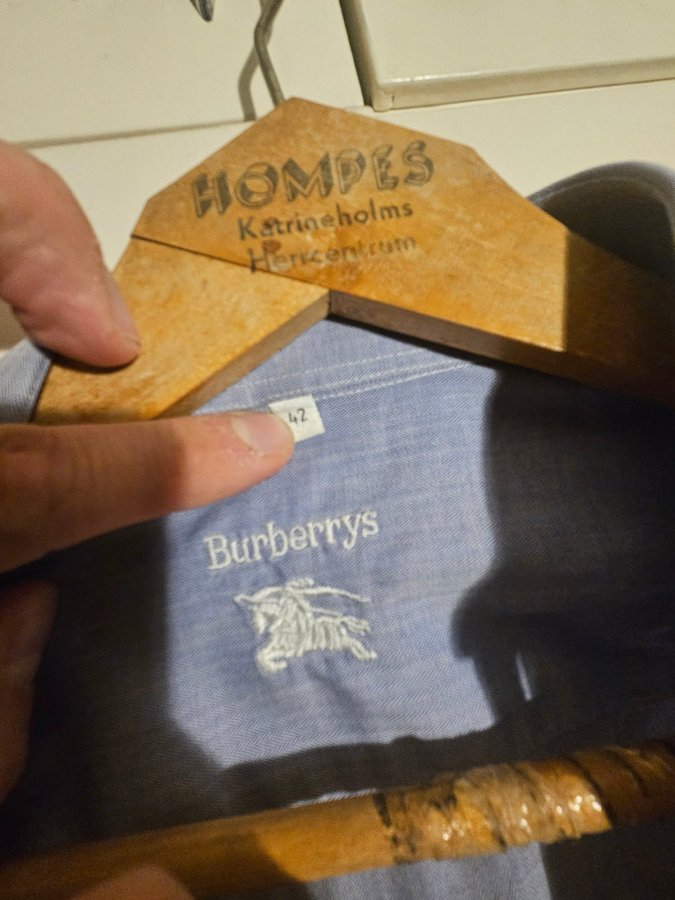 HOMPES
Katrineholms
Herrcentrum
42
Burberrys